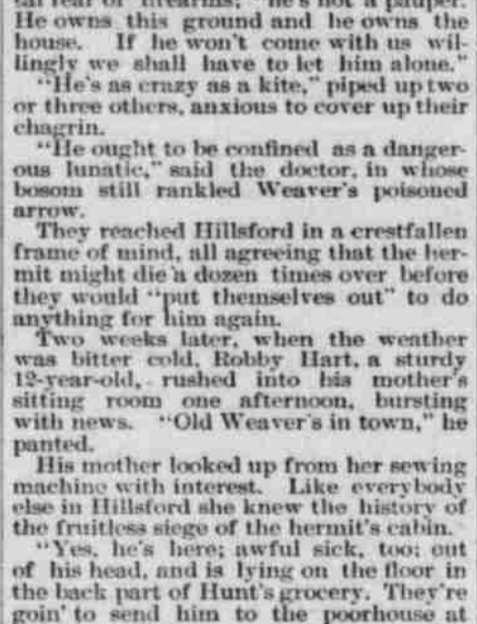 "he's not a pauper.
He owns this ground and he owns the
house. If he won't come with us wil-
lingly we shall have to let him alone."
"He's as crazy as a kite," piped up two
or three others, anxious to cover up their
chagrin.
"He ought to be confined as a danger-
ous lunatic," said the doctor, in whose
bosom still rankled Weaver's poisoned
arrow.
They reached Hillsford in a crestfallen
frame of mind, all agreeing that the her-
mit might die a dozen times over before
they would "put themselves out" to do
anything for him again.
Two weeks later, when the weather
was bitter cold, Robby Hart, a sturdy
12-year-old, rushed into his mother's
sitting room one afternoon, bursting
with news. "Old Weaver's in town," he
panted.
His mother looked up from her sewing
machine with interest. Like everybody
else in Hillsford she knew the history of
the fruitless siege of the hermit's cabin.
"Yes, he's here; awful sick, too; out
of his head, and is lying on the floor in
the back part of Hunt's grocery. They're
goin' to send him to the poorhouse at